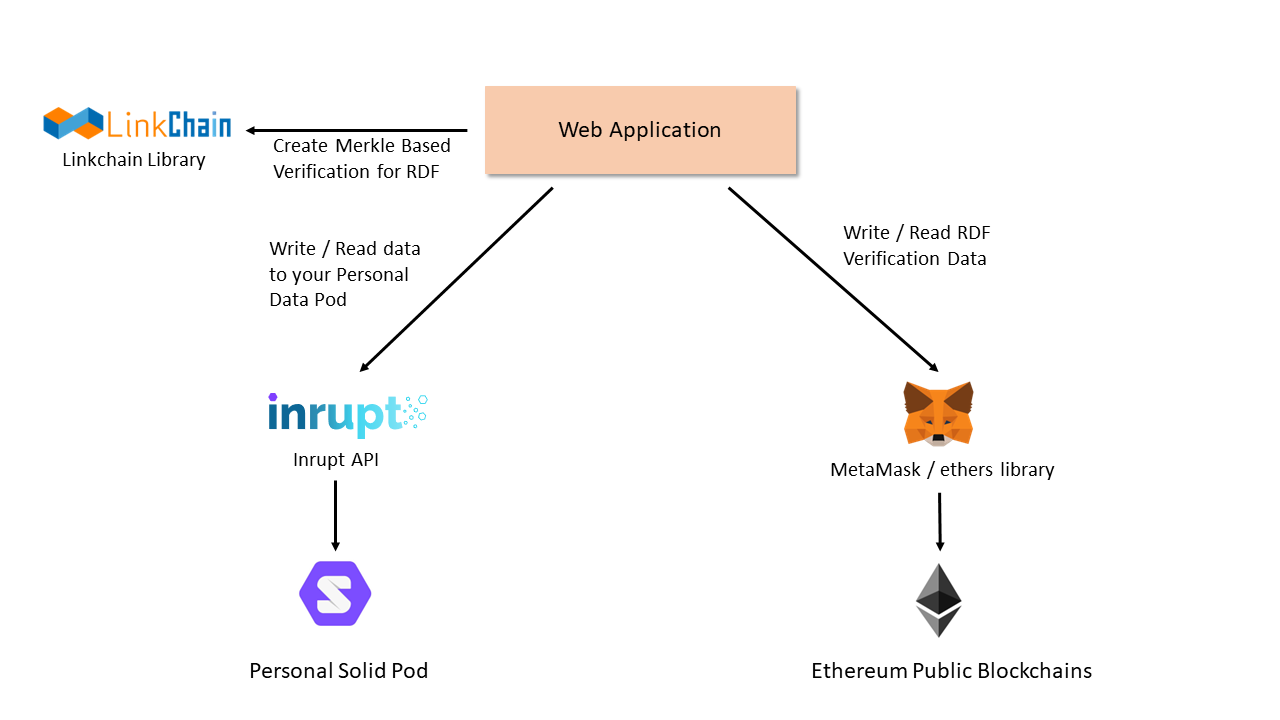 Web Application
LinkChain
Linkchain Library
Create Merkle Based
Verification for RDF
Write / Read data
to your Personal
Data Pod
Write / Read RDF
Verification Data
inrupt
Inrupt API
MetaMask / ethers library
S
Personal Solid Pod
Ethereum Public Blockchains